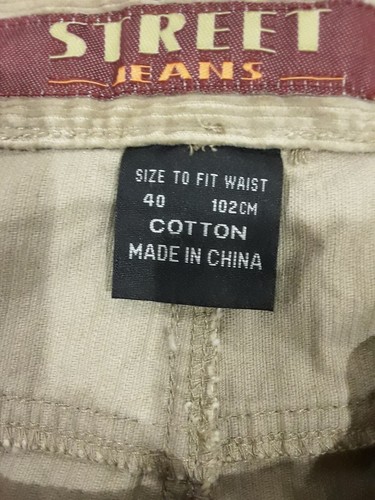 STREET
JEANS
SIZE TO FIT WAIST
40 102CM
COTTON
MADE IN CHINA